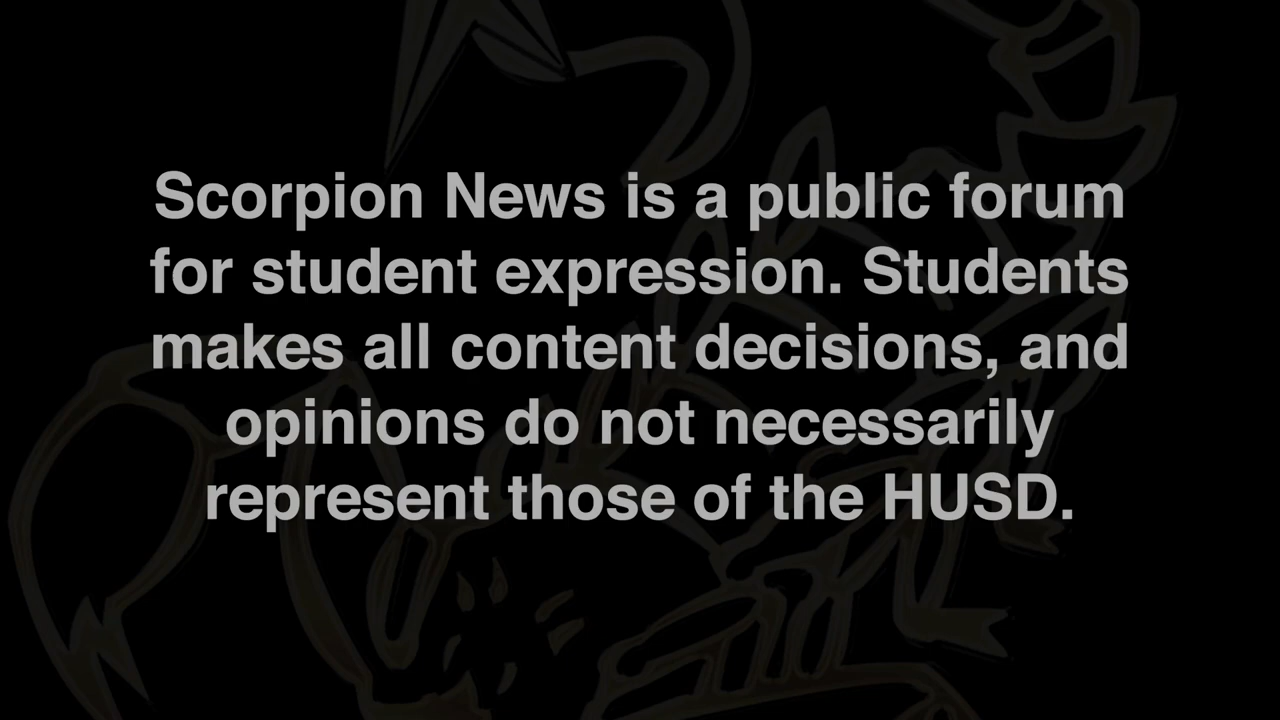 Scorpion News is a public forum
for student expression. Students
makes all content decisions, and
opinions do not necessarily
represent those of the HUSD.